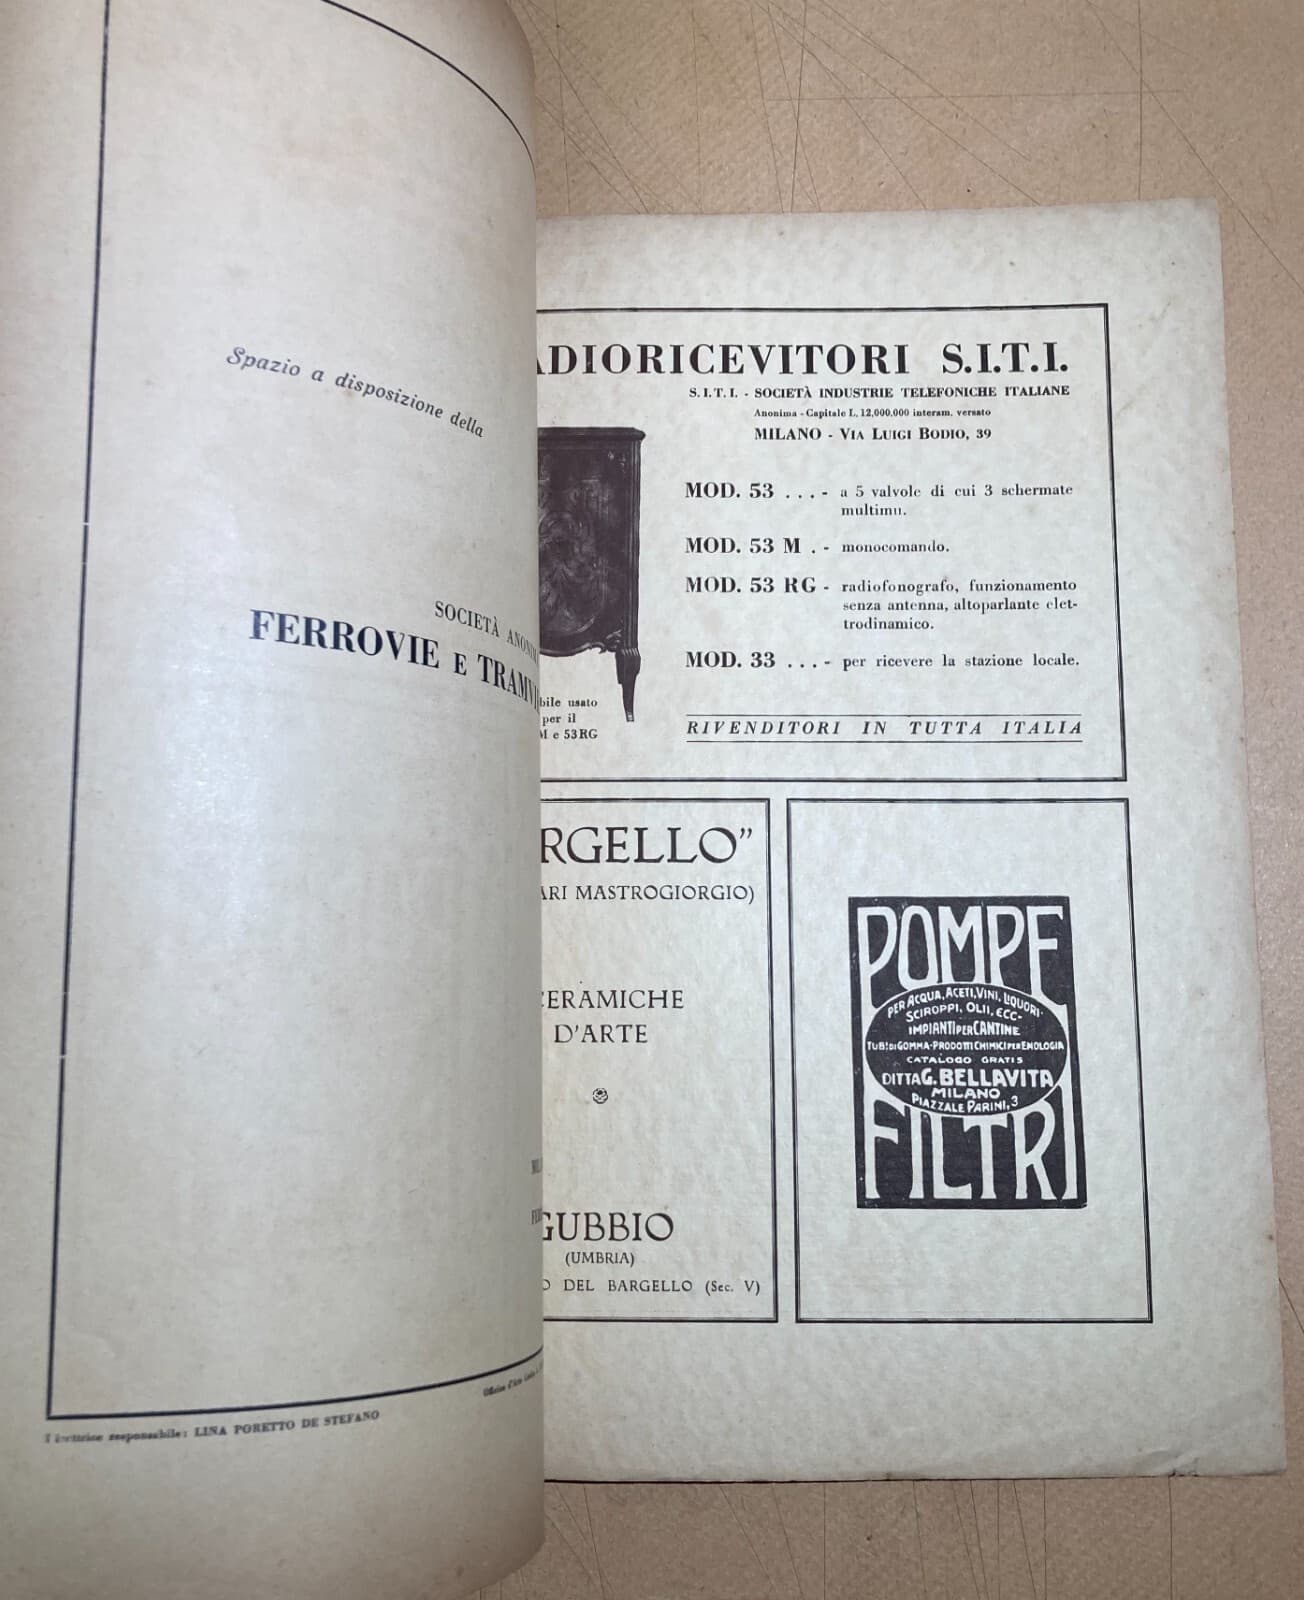 Spazio a disposizione della
SOCIETÀ
FERROVIE E
LINA PORETTO DE STEFANO
ADIORICEVITORI S.I.T.I.
S. I. T. I. - SOCIETÀ INDUSTRIE TELEFONICHE ITALIANE
Anonima - Capitale L. 12,000,000 interam. versato
MILANO - VIA LUIGI BODIO, 39
MOD. 53 . . . - a 5 valvole di cui 3 schermate
multimu.
MOD. 53 M . - monocomando.
MOD. 53 RG - radiofonografo, funzionamento
senza antenna, altoparlante elet-
trodinamico.
MOD. 33 . . . - per ricevere la stazione locale.
bile usato
per il
M e 53RG
RIVENDITORI IN TUTTA ITALIA
RGELLO”
ARI MASTROGIORGIO)
CERAMICHE
D'ARTE
GUBBIO
(UMBRIA)
O DEL BARGELLO (Sec. V)
POMPE
PER ACQUA, ACETI, VINI, LIQUORI-
SCIROPPI, OLII, ECC-
IMPIANTI PER CANTINE
TUBI DI GOMMA-PRODOTTI CHIMICI PER ENOLOGIA
CATALOGO GRATIS
DITTA G. BELLAVITA
MILANO
PIAZZALE PARINI, 3
FILTRI